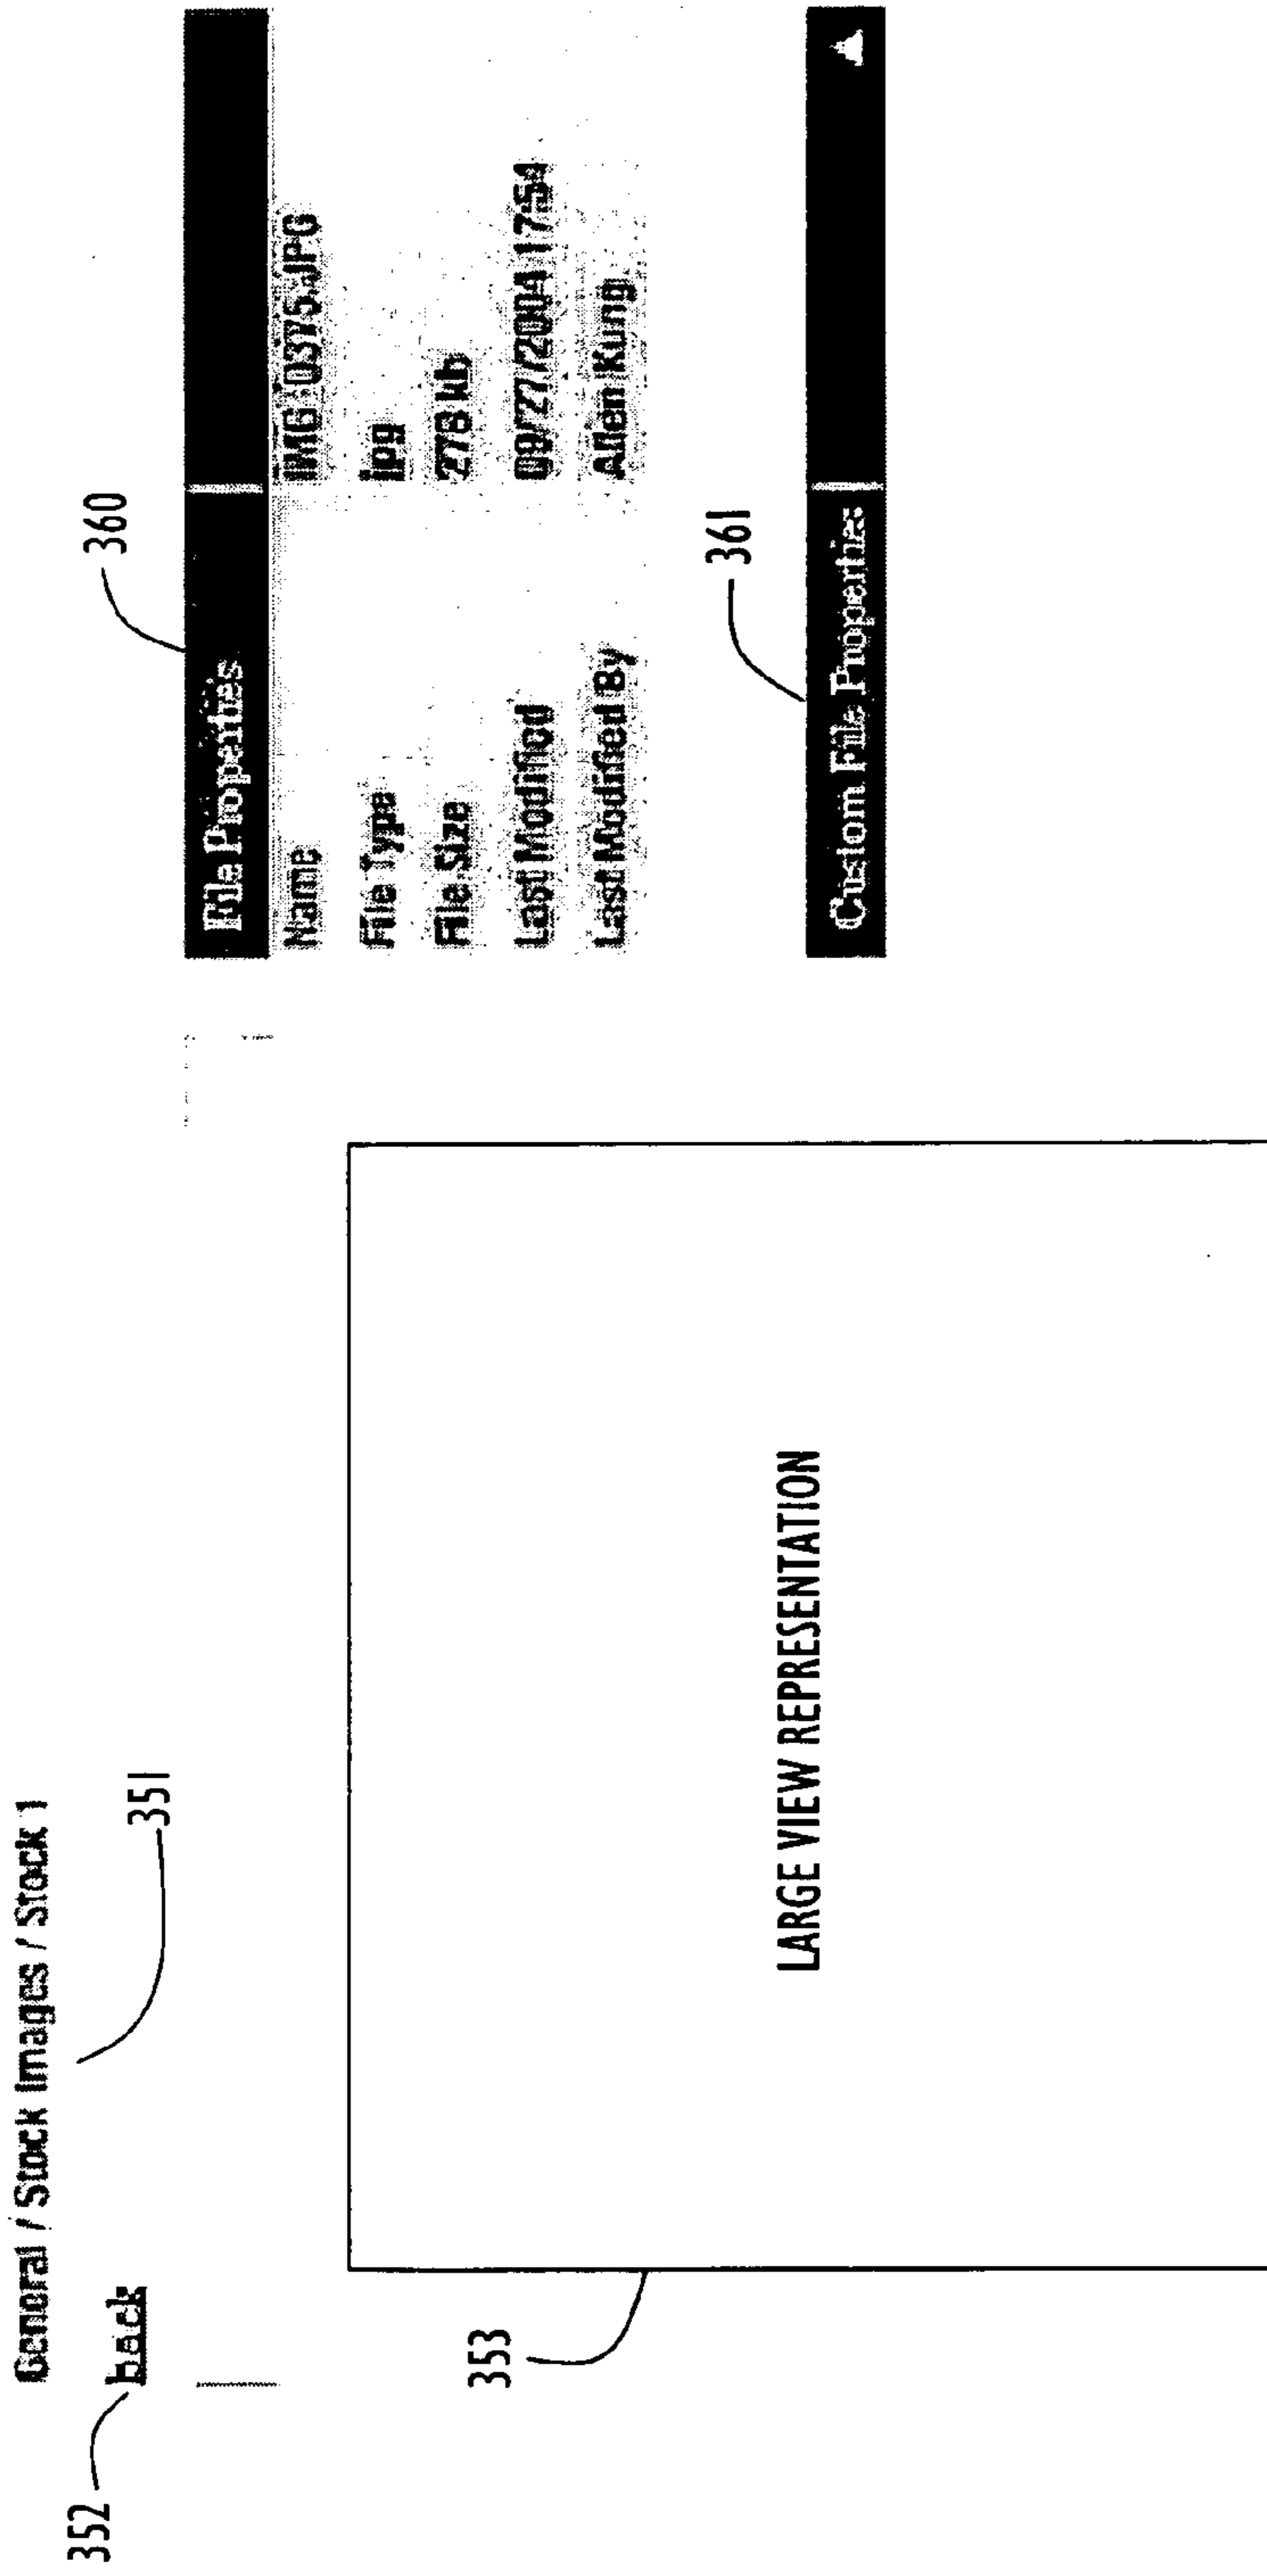 General / Stock Images / Stock 1
351
352
back
353
LARGE VIEW REPRESENTATION
360
File Properties
Name IMG_0375.JPG
File Type jpg
File Size 278 kb
Last Modified 09/27/2004 17:54
Last Modified By Allen Kung
361
Custom File Properties